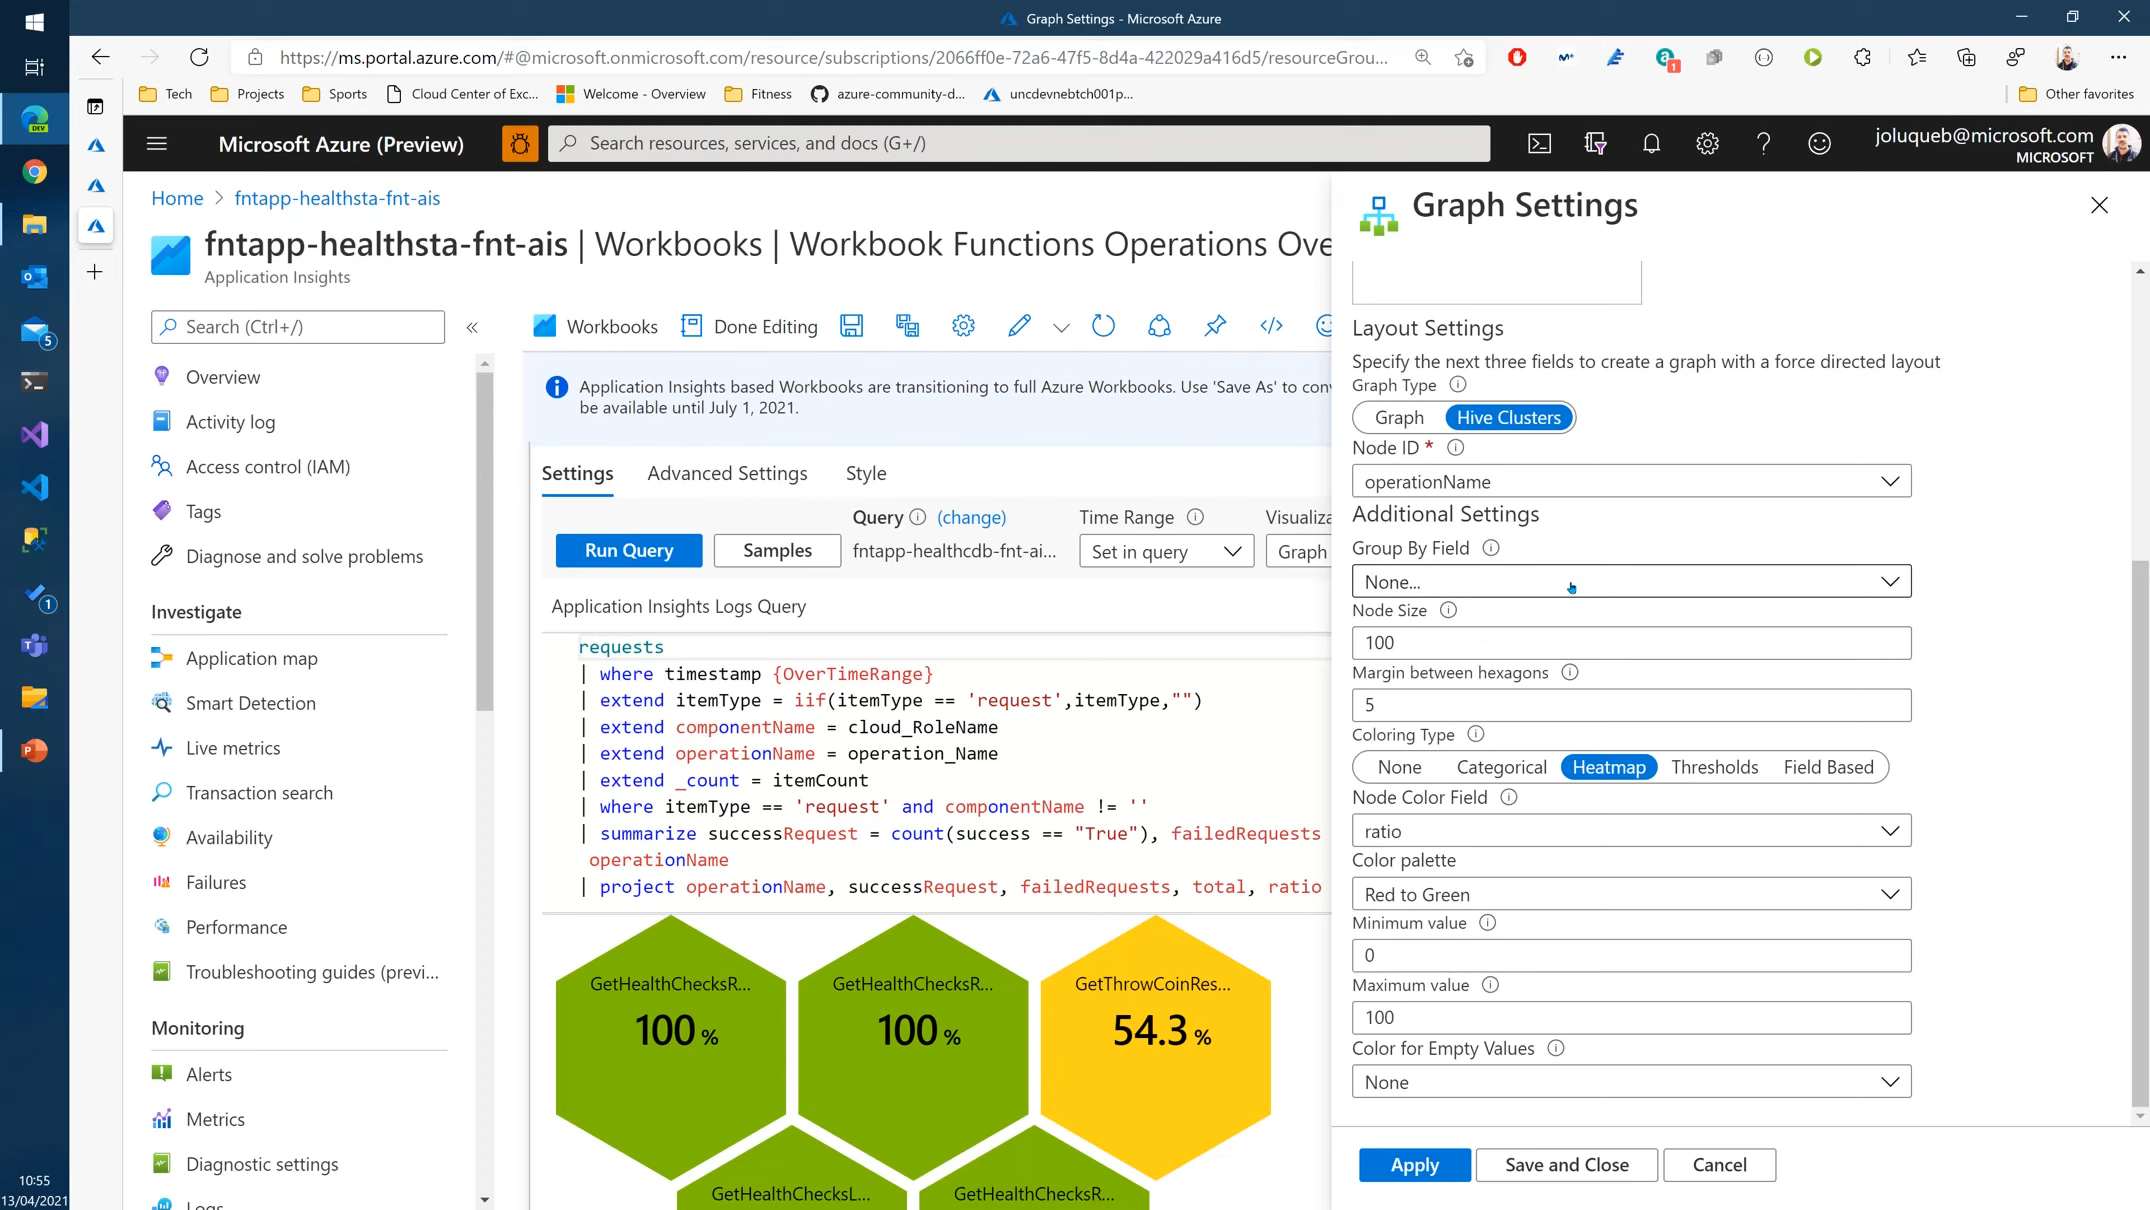 Graph Settings - Microsoft Azure
https://ms.portal.azure.com/#@microsoft.onmicrosoft.com/resource/subscriptions/2066ff0e-72a6-47f5-8d4a-422029a416d5/resourceGrou...
Tech
Projects
Sports
Cloud Center of Exc...
Welcome - Overview
Fitness
azure-community-d...
uncdevnebtch001p...
Other favorites
Microsoft Azure (Preview)
Search resources, services, and docs (G+/)
joluqueb@microsoft.com
MICROSOFT
Home > fntapp-healthsta-fnt-ais
fntapp-healthsta-fnt-ais | Workbooks | Workbook Functions Operations Ove
Application Insights
Search (Ctrl+/)
«
Overview
Activity log
Access control (IAM)
Tags
Diagnose and solve problems
Investigate
Application map
Smart Detection
Live metrics
Transaction search
Availability
Failures
Performance
Troubleshooting guides (previ...
Monitoring
Alerts
Metrics
Diagnostic settings
Logs
Workbooks
Done Editing
Application Insights based Workbooks are transitioning to full Azure Workbooks. Use 'Save As' to conv
be available until July 1, 2021.
Settings
Advanced Settings
Style
Query
(change)
Time Range
Visualiza
Run Query
Samples
fntapp-healthcdb-fnt-ai...
Set in query
Graph
Application Insights Logs Query
requests
| where timestamp {OverTimeRange}
| extend itemType = iif(itemType == 'request',itemType,"")
| extend componentName = cloud_RoleName
| extend operationName = operation_Name
| extend _count = itemCount
| where itemType == 'request' and componentName != ''
| summarize successRequest = count(success == "True"), failedRequests
operationName
| project operationName, successRequest, failedRequests, total, ratio
GetHealthChecksR...
100 %
GetHealthChecksR...
100 %
GetThrowCoinRes...
54.3 %
GetHealthChecksL...
GetHealthChecksR...
Graph Settings
Layout Settings
Specify the next three fields to create a graph with a force directed layout
Graph Type
Graph
Hive Clusters
Node ID *
operationName
Additional Settings
Group By Field
None...
Node Size
100
Margin between hexagons
5
Coloring Type
None
Categorical
Heatmap
Thresholds
Field Based
Node Color Field
ratio
Color palette
Red to Green
Minimum value
0
Maximum value
100
Color for Empty Values
None
Apply
Save and Close
Cancel
DEV
5
1
1
10:55
13/04/2021